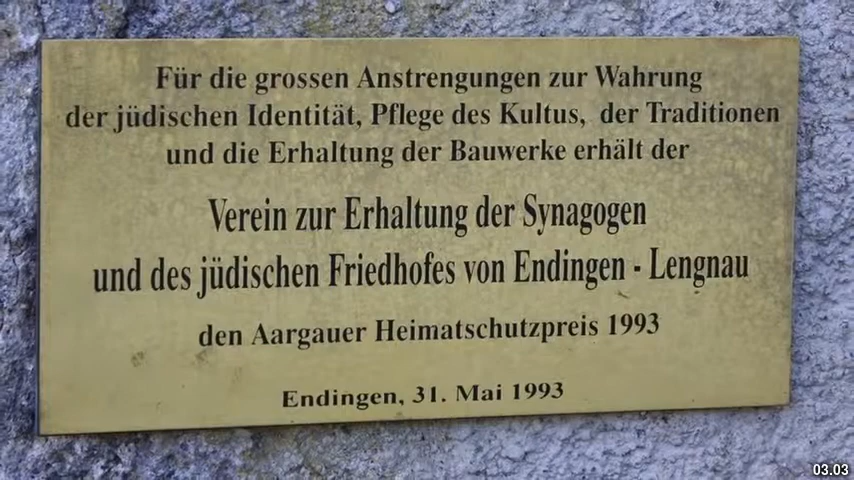 Für die grossen Anstrengungen zur Wahrung
der jüdischen Identität, Pflege des Kultus, der Traditionen
und die Erhaltung der Bauwerke erhält der
Verein zur Erhaltung der Synagogen
und des jüdischen Friedhofes von Endingen - Lengnau
den Aargauer Heimatschutzpreis 1993
Endingen, 31. Mai 1993
03.03